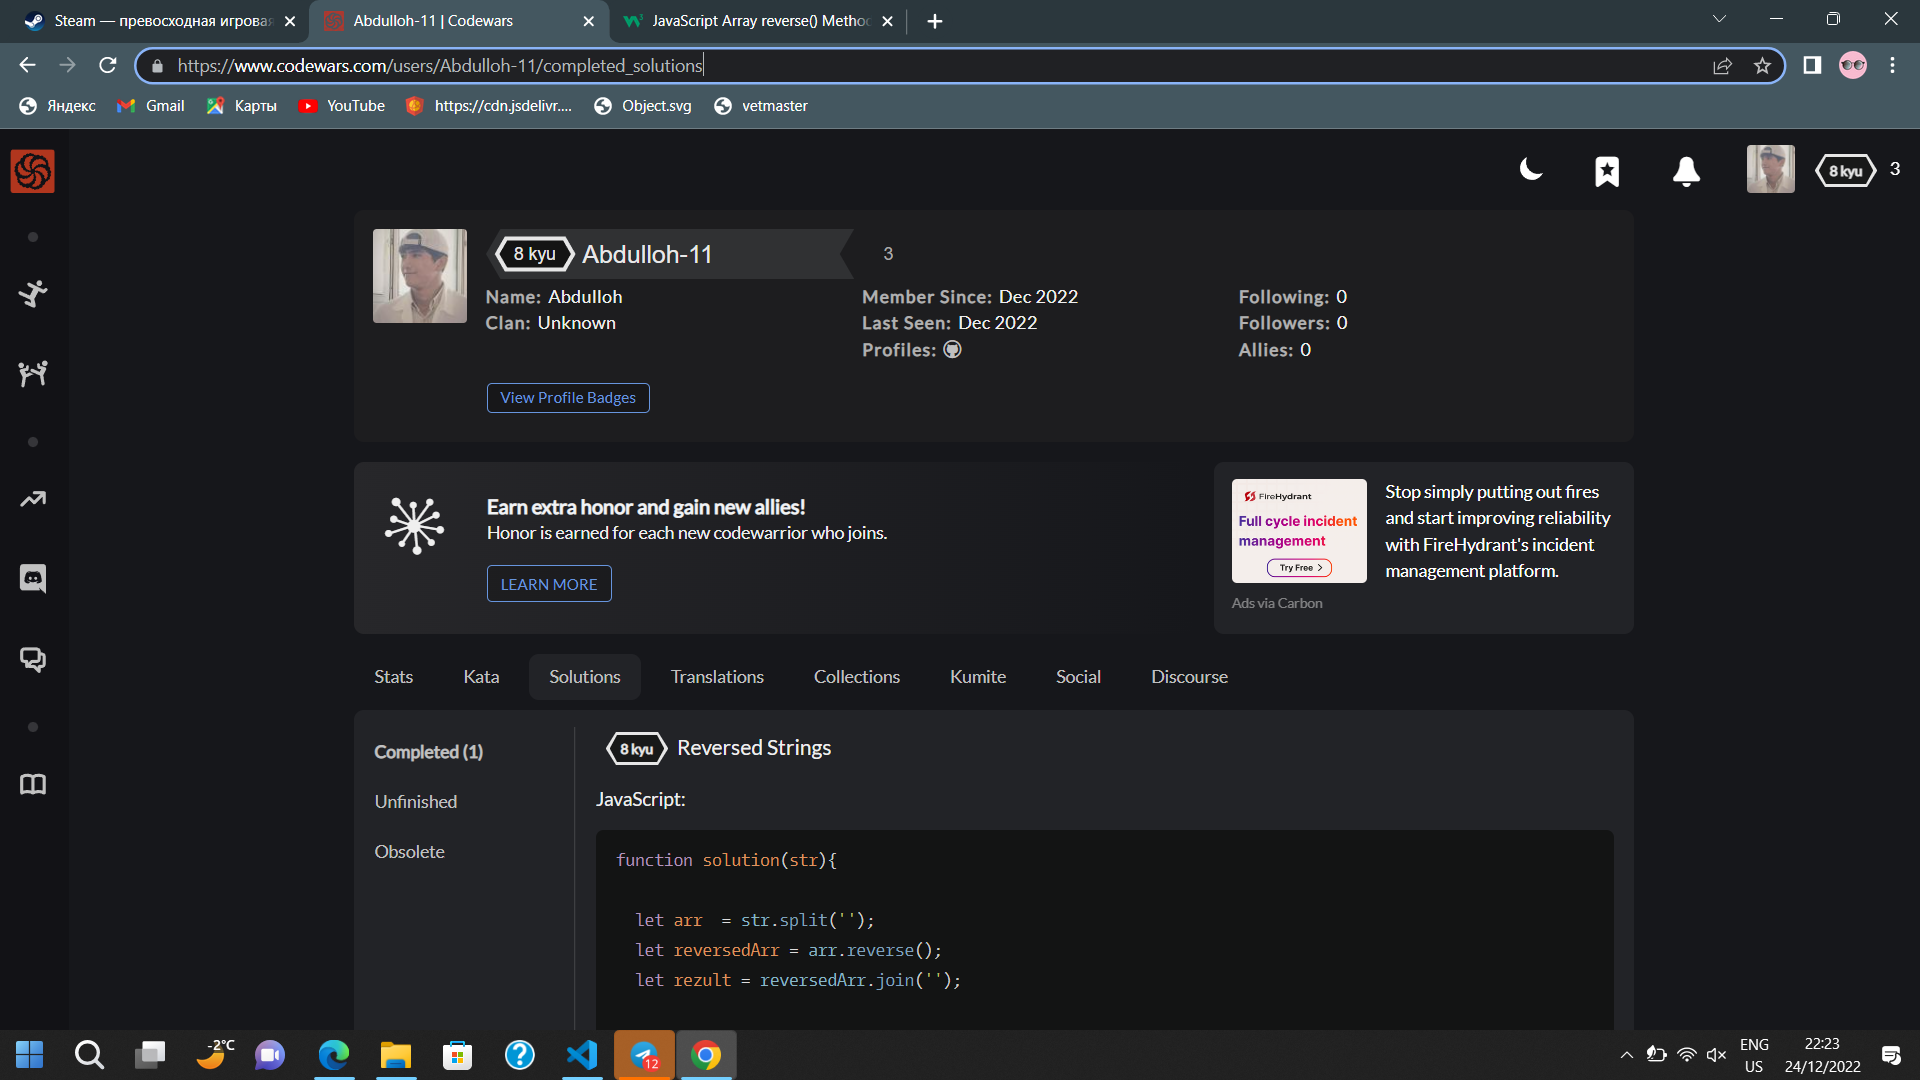 Steam — превосходная игровая
Abdulloh-11 | Codewars
JavaScript Array reverse() Metho
https://www.codewars.com/users/Abdulloh-11/completed_solutions
Яндекс
Gmail
Карты
YouTube
https://cdn.jsdelivr....
Object.svg
vetmaster
8 kyu
3
8 kyu
Abdulloh-11
3
Name: Abdulloh
Member Since: Dec 2022
Following: 0
Clan: Unknown
Last Seen: Dec 2022
Followers: 0
Profiles:
Allies: 0
View Profile Badges
Earn extra honor and gain new allies!
Honor is earned for each new codewarrior who joins.
LEARN MORE
FireHydrant
Full cycle incident
management
Try Free >
Stop simply putting out fires
and start improving reliability
with FireHydrant's incident
management platform.
Ads via Carbon
Stats
Kata
Solutions
Translations
Collections
Kumite
Social
Discourse
Completed (1)
Unfinished
Obsolete
8 kyu
Reversed Strings
JavaScript:
function solution(str){
let arr  = str.split('');
let reversedArr = arr.reverse();
let rezult = reversedArr.join('');
-2°C
12
ENG
US
22:23
24/12/2022